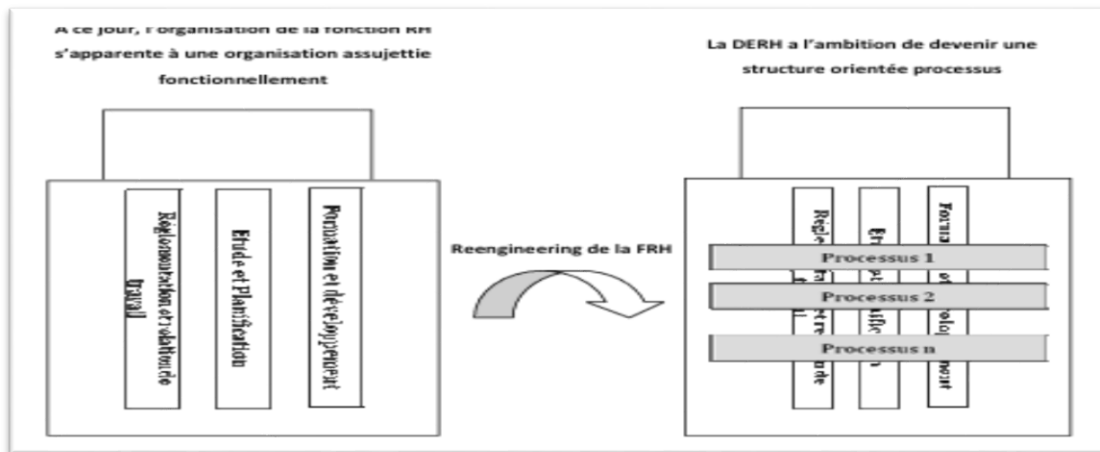 A ce jour, l'organisation de la fonction RH
s'apparente à une organisation assujettie
fonctionnellement
La DERH a l'ambition de devenir une
structure orientée processus
Réglementation et relation de
travail
Etude et Planification
Formation et développement
Reengineering de la FRH
Processus 1
Processus 2
Processus n